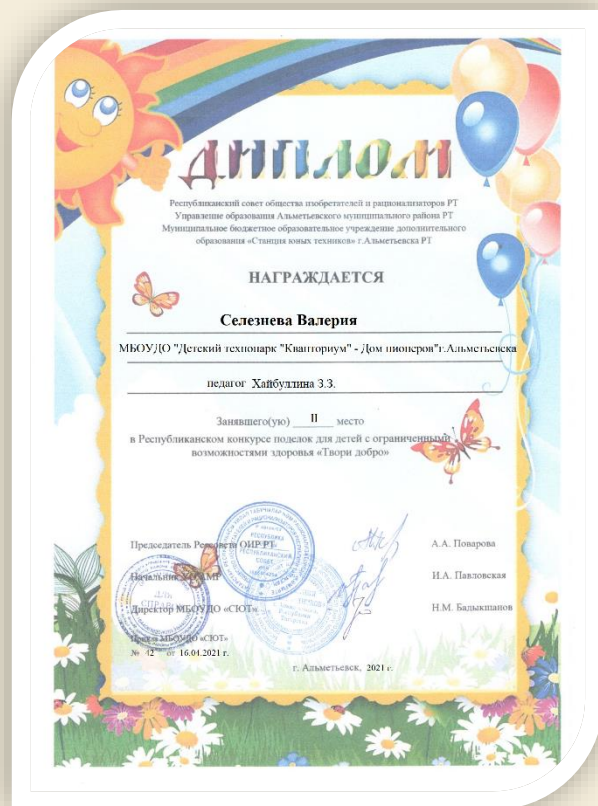 ДИПЛОМ
Республиканский совет общества изобретателей и рационализаторов РТ
Управление образования Альметьевского муниципального района РТ
Муниципальное бюджетное образовательное учреждение дополнительного
образования «Станция юных техников» г.Альметьевска РТ
НАГРАЖДАЕТСЯ
Селезнева Валерия
МБОУДО "Детский технопарк "Кванториум" - Дом пионеров"г.Альметьевска
педагог Хайбуллина З.З.
Занявшего(ую) II место
в Республиканском конкурсе поделок для детей с ограниченными
возможностями здоровья «Твори добро»
Председатель Ревсовета ОИР РТ А.А. Поварова
Начальник И.А. Павловская
Директор МБОУДО «СЮТ» Н.М. Бадыкшанов
Приказ МБОУДО «СЮТ»
№ 42 от 16.04.2021 г.
г. Альметьевск, 2021 г.